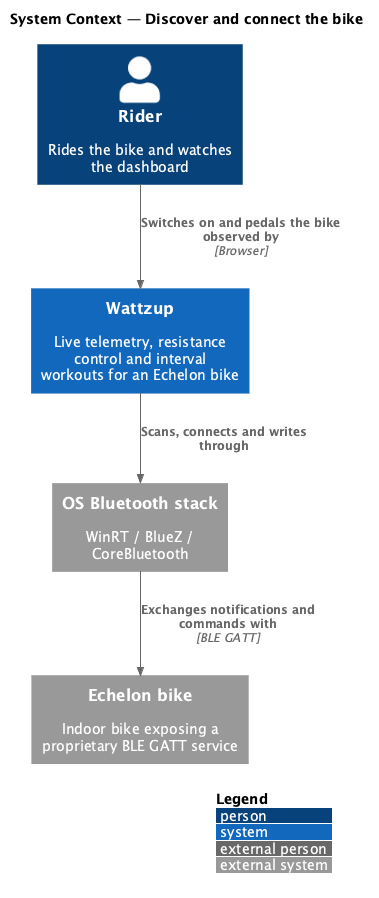 System Context — Discover and connect the bike
Rider
Rides the bike and watches
the dashboard
Switches on and pedals the bike
observed by
[Browser]
Wattzup
Live telemetry, resistance
control and interval
workouts for an Echelon bike
Scans, connects and writes
through
OS Bluetooth stack
WinRT / BlueZ /
CoreBluetooth
Exchanges notifications and
commands with
[BLE GATT]
Echelon bike
Indoor bike exposing a
proprietary BLE GATT service
Legend
person
system
external person
external system